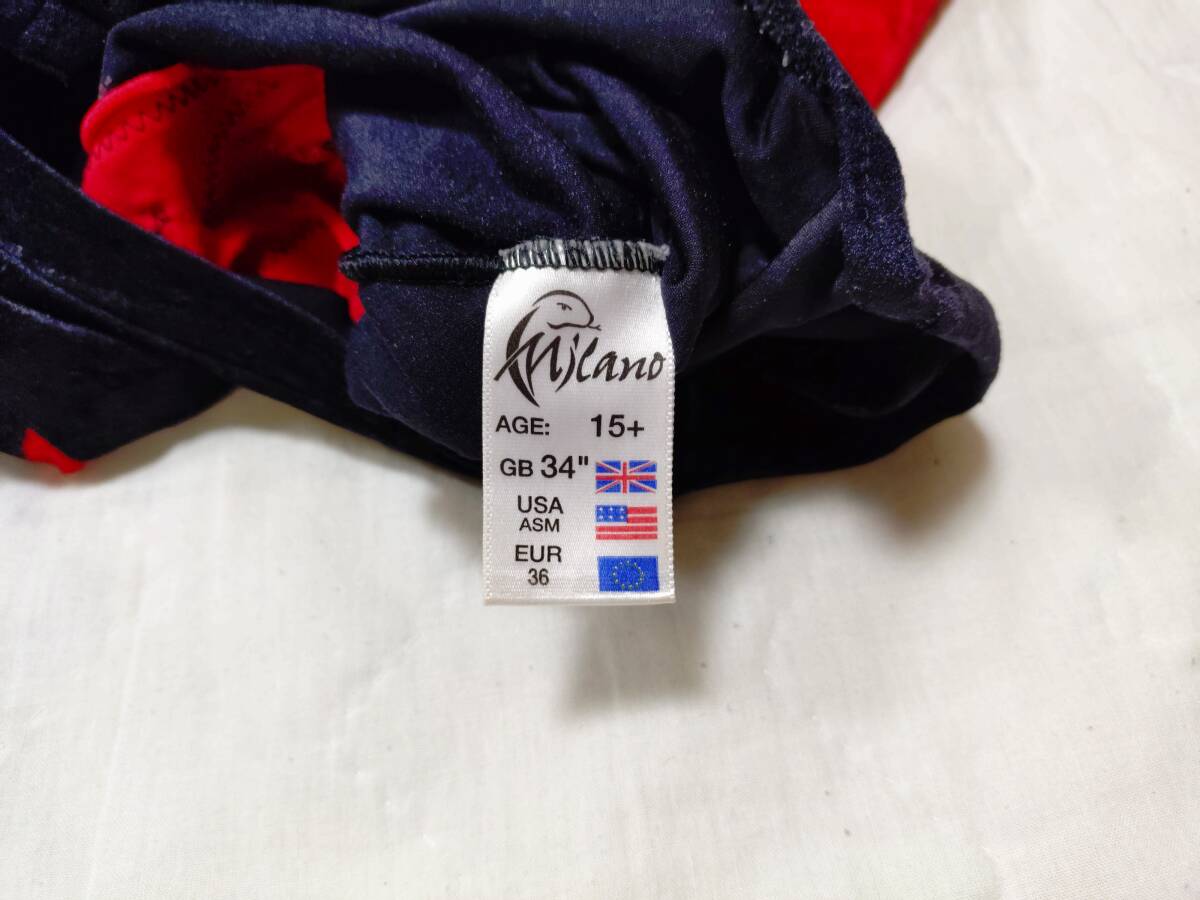 Milano
AGE: 15+
GB 34"
USA
ASM
EUR
36